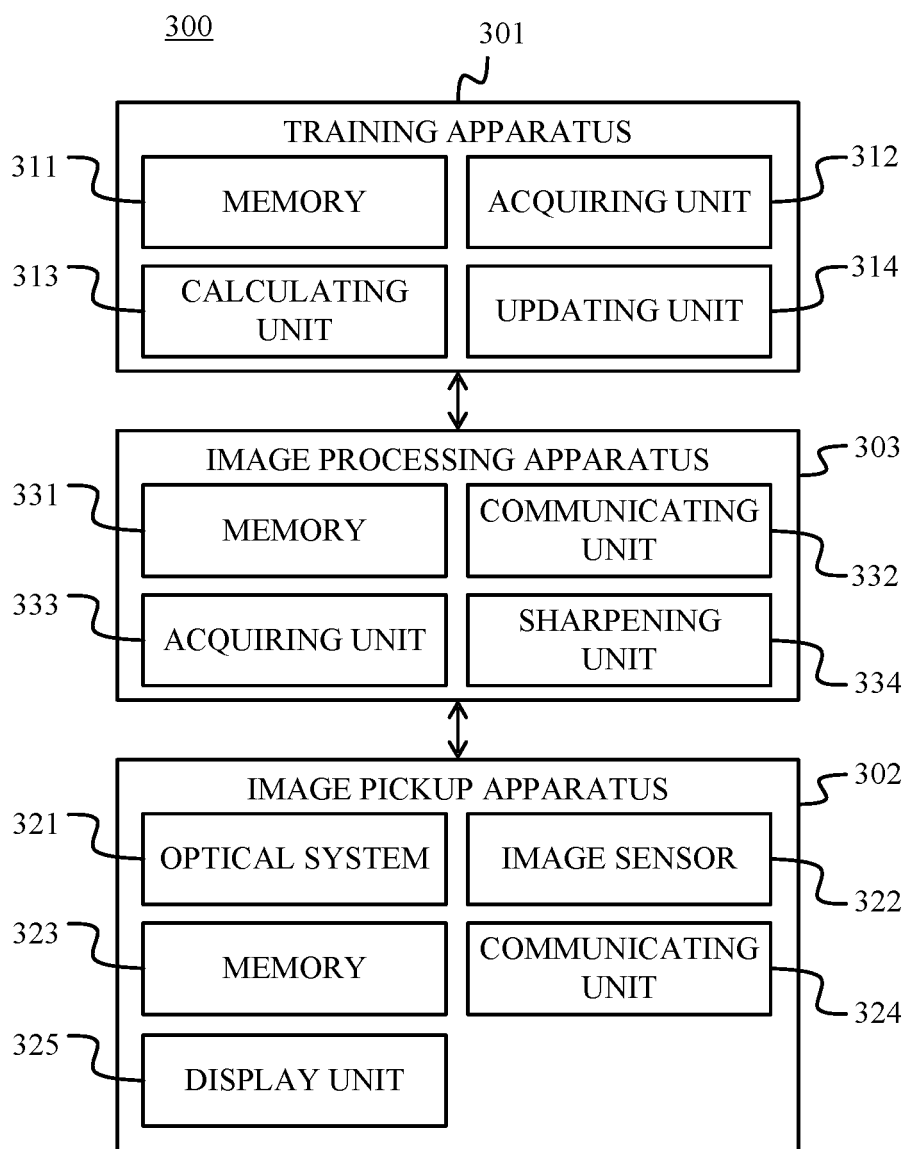 300
301
TRAINING APPARATUS
311
MEMORY
ACQUIRING UNIT
312
313
CALCULATING
UNIT
UPDATING UNIT
314
IMAGE PROCESSING APPARATUS
303
331
MEMORY
COMMUNICATING
UNIT
332
333
ACQUIRING UNIT
SHARPENING
UNIT
334
IMAGE PICKUP APPARATUS
302
321
OPTICAL SYSTEM
IMAGE SENSOR
322
323
MEMORY
COMMUNICATING
UNIT
324
325
DISPLAY UNIT